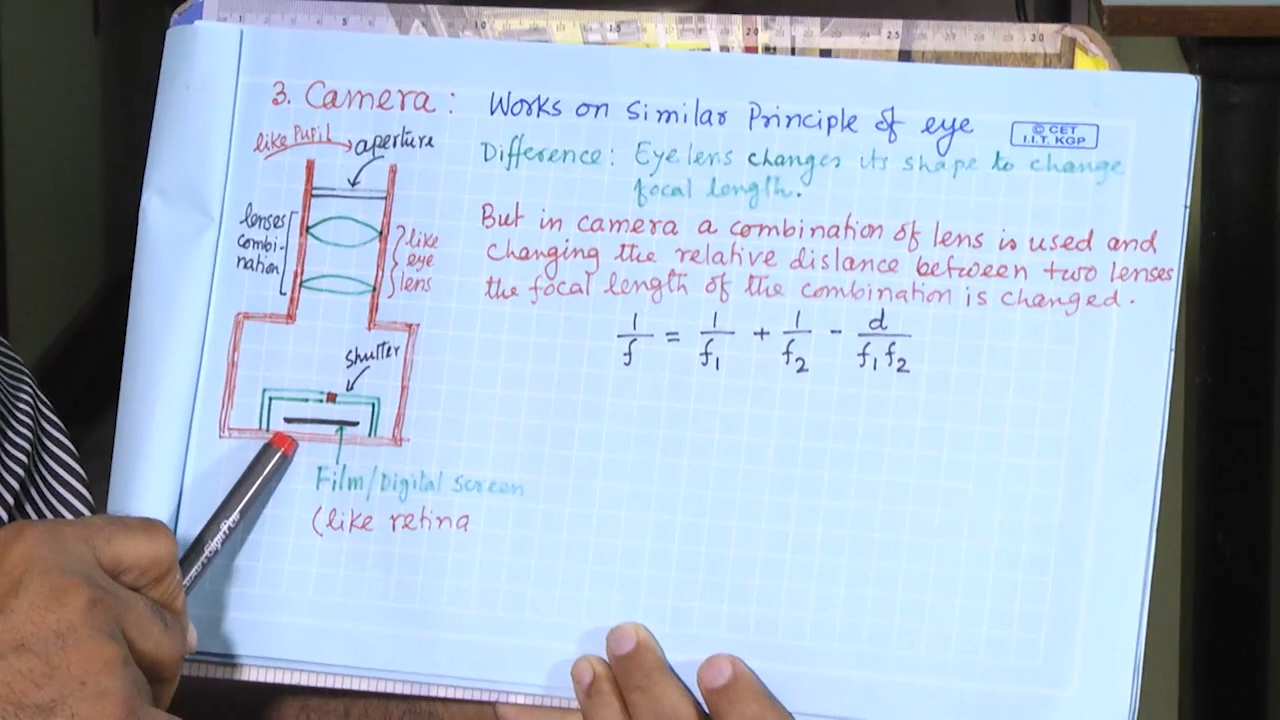 3. Camera: Works on Similar Principle of eye
© CET
I.I.T. KGP
Difference: Eye lens changes its shape to change
focal length.
But in camera a combination of lens is used and
changing the relative distance between two lenses
the focal length of the combination is changed.
1/f = 1/f₁ + 1/f₂ - d/f₁f₂
like Pupil
aperture
lenses
combi-
nation
like
eye
lens
Shutter
Film/Digital Screen
(like retina